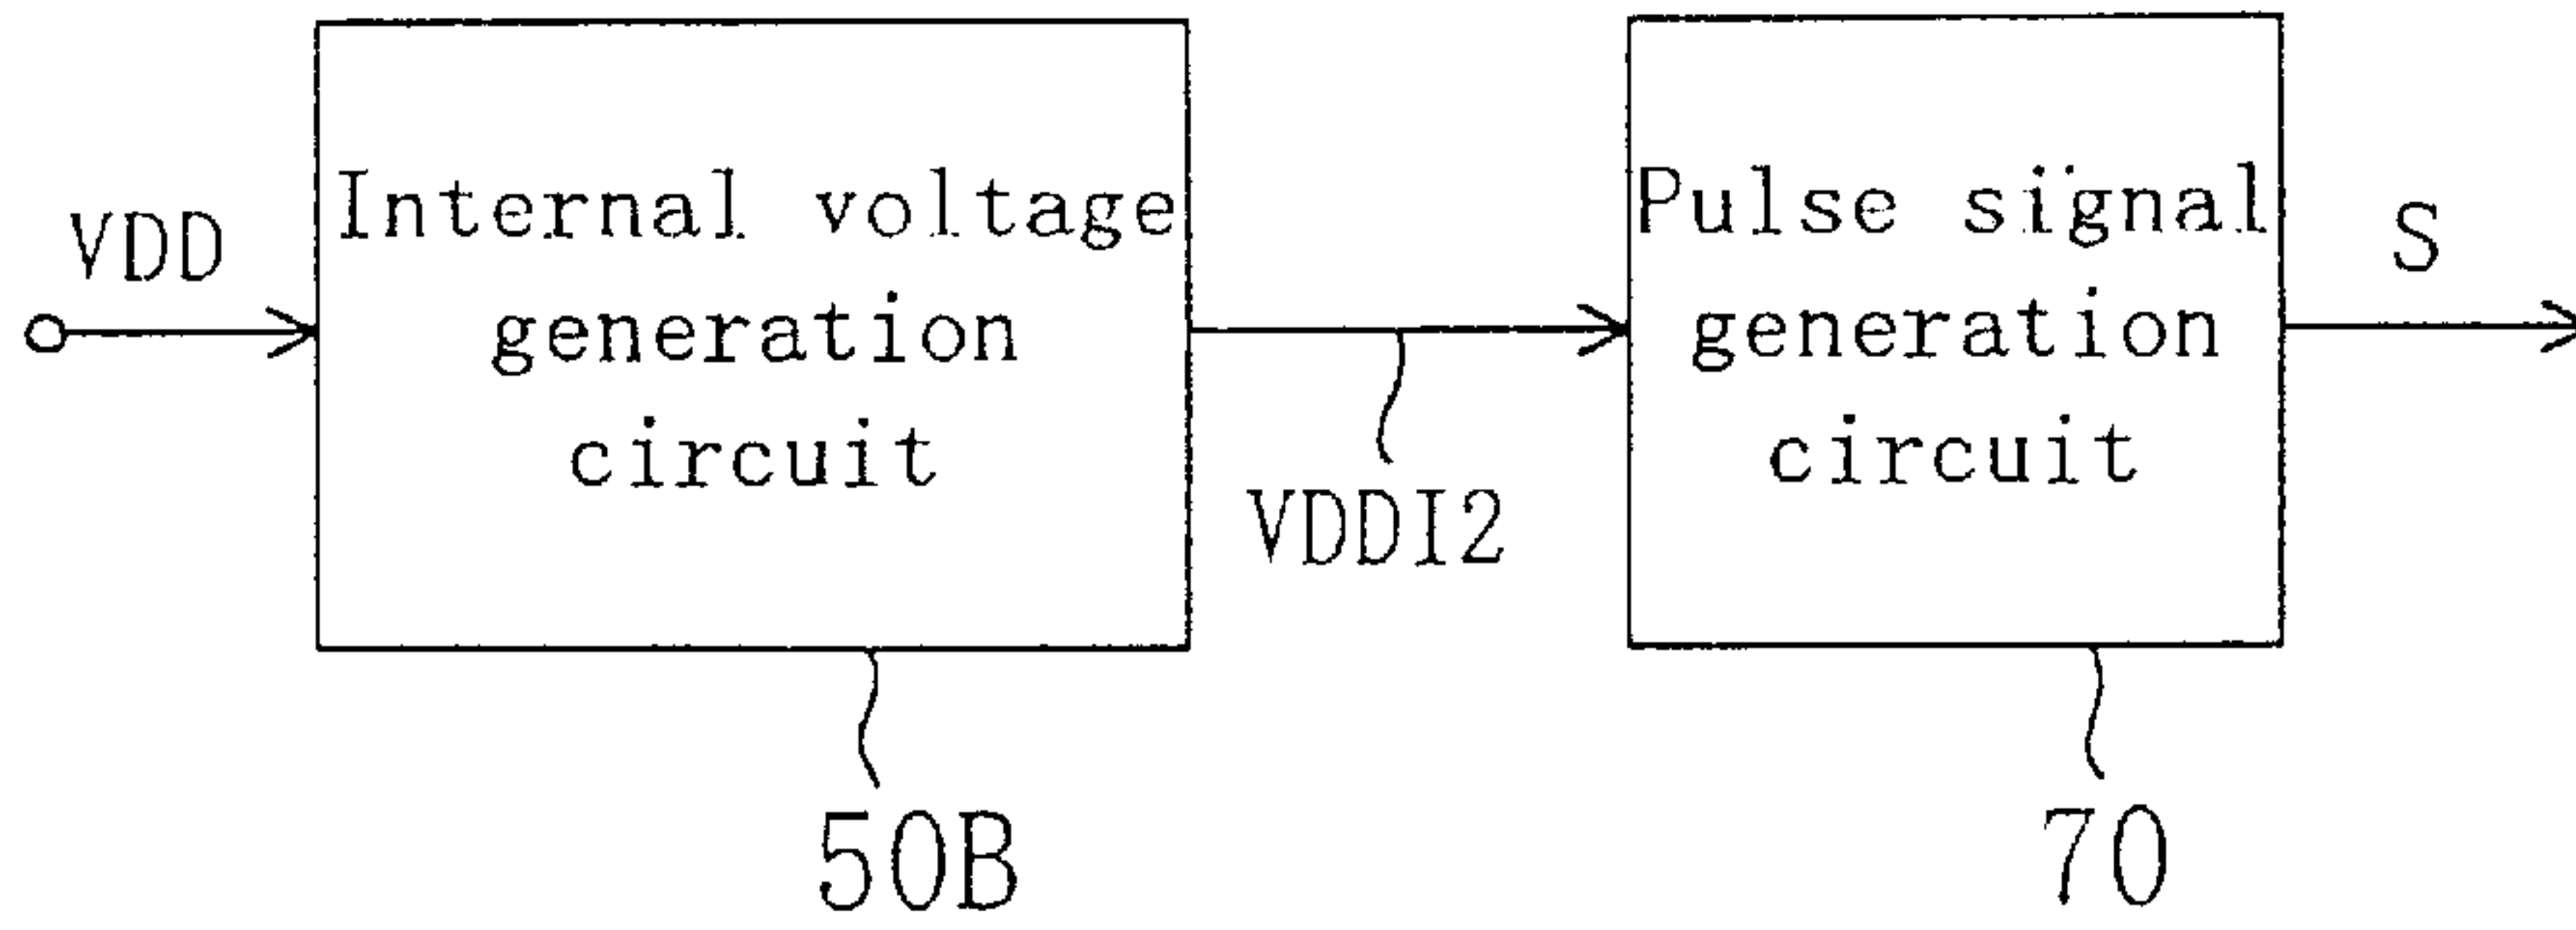 VDD
Internal voltage
generation
circuit
VDDI2
Pulse signal
generation
circuit
S
50B
70